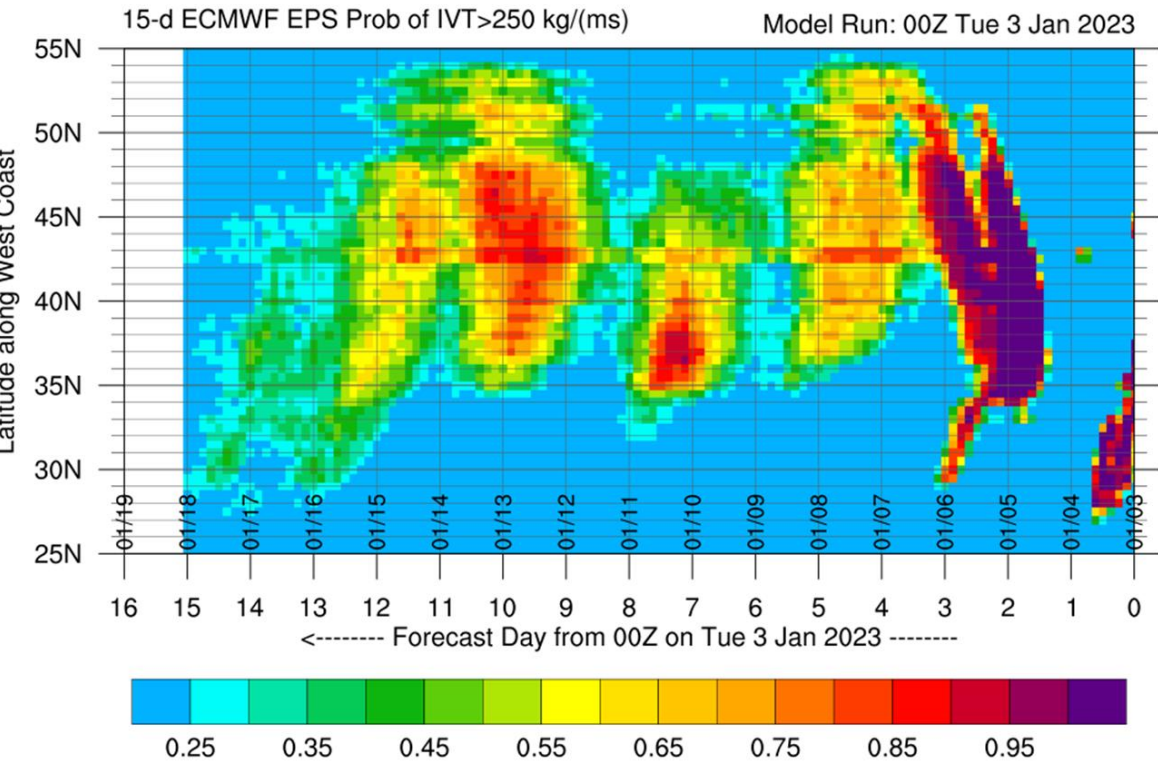 15-d ECMWF EPS Prob of IVT>250 kg/(ms)
Model Run: 00Z Tue 3 Jan 2023
Latitude along West Coast
55N
50N
45N
40N
35N
30N
25N
01/19 01/18 01/17 01/16 01/15 01/14 01/13 01/12 01/11 01/10 01/09 01/08 01/07 01/06 01/05 01/04 01/03
16 15 14 13 12 11 10 9 8 7 6 5 4 3 2 1 0
<-------- Forecast Day from 00Z on Tue 3 Jan 2023 --------
0.25 0.35 0.45 0.55 0.65 0.75 0.85 0.95